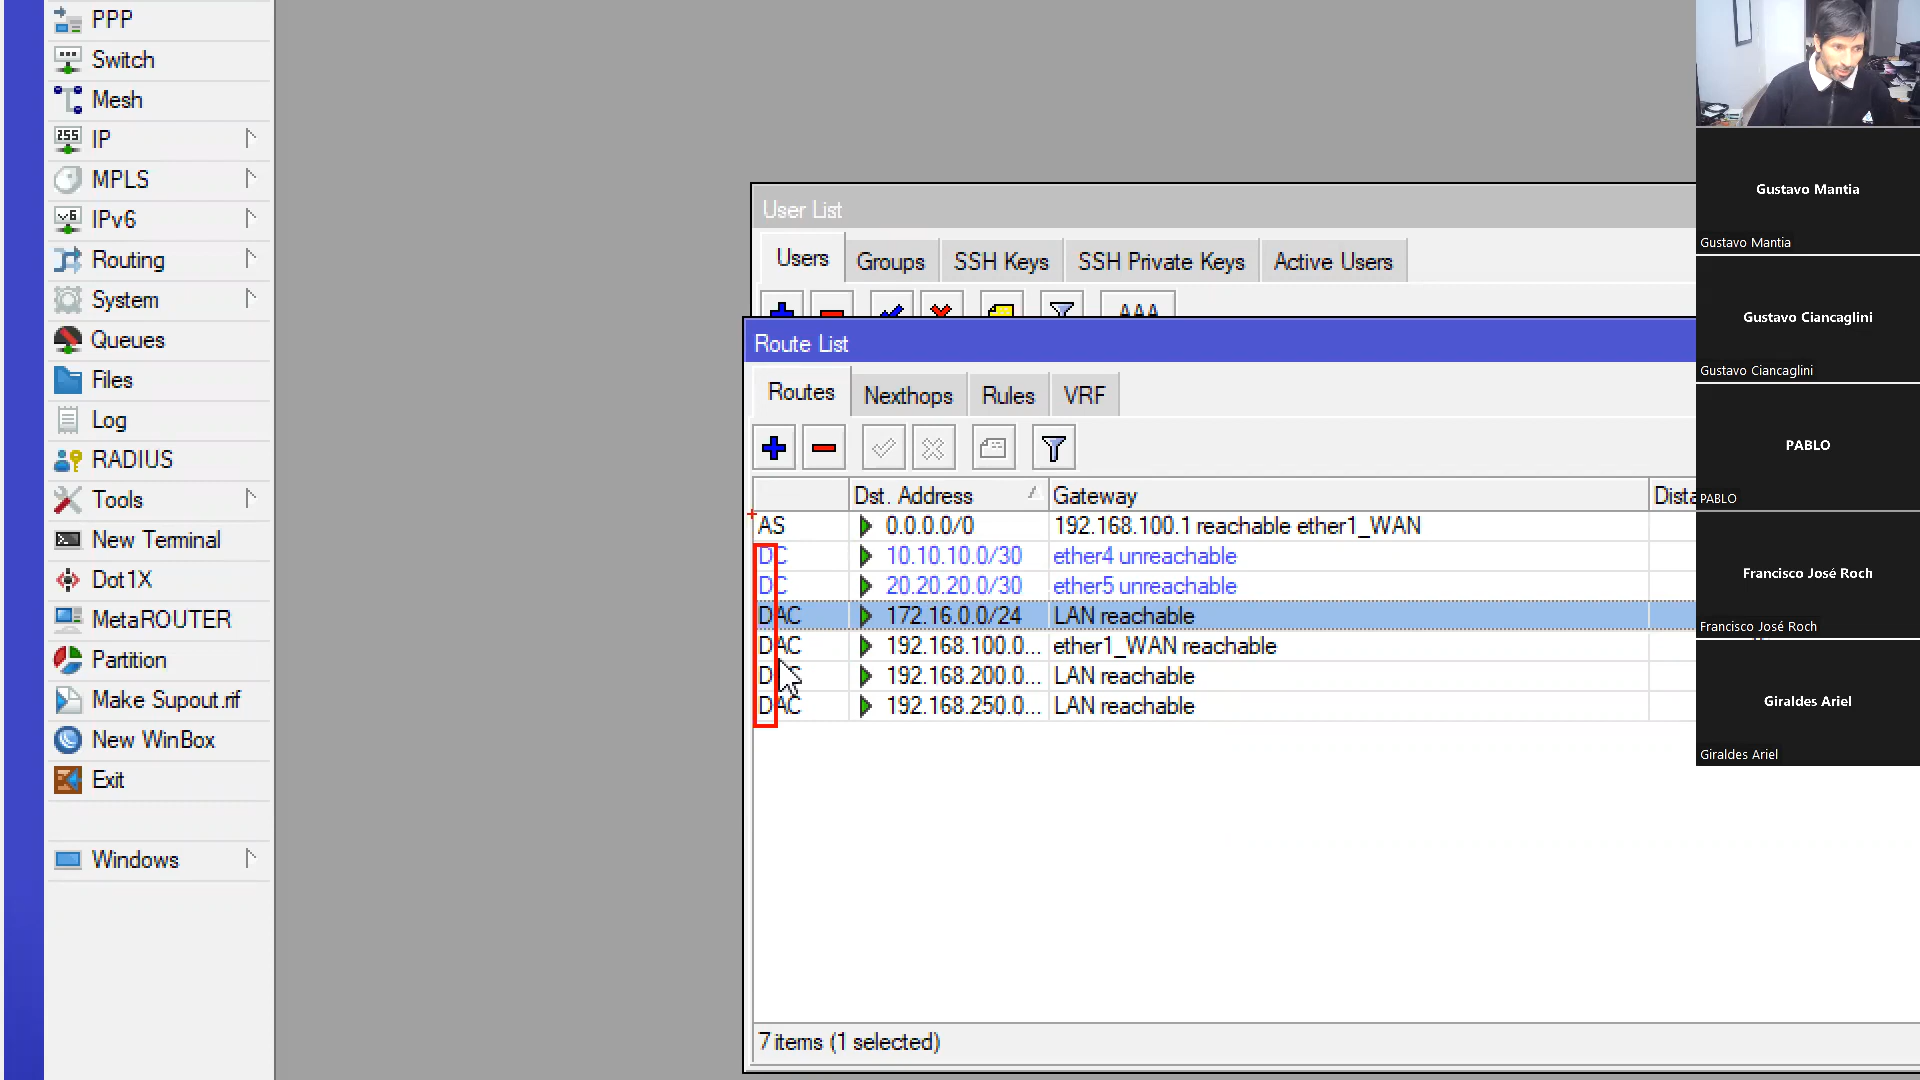 PPP
Switch
Mesh
IP
MPLS
IPv6
Routing
System
Queues
Files
Log
RADIUS
Tools
New Terminal
Dot1X
MetaROUTER
Partition
Make Supout.rif
New WinBox
Exit
Windows
User List
Users Groups SSH Keys SSH Private Keys Active Users
AAA
Route List
Routes Nexthops Rules VRF
Dst. Address Gateway
AS 0.0.0.0/0 192.168.100.1 reachable ether1_WAN
DC 10.10.10.0/30 ether4 unreachable
DC 20.20.20.0/30 ether5 unreachable
DAC 172.16.0.0/24 LAN reachable
DAC 192.168.100.0... ether1_WAN reachable
192.168.200.0... LAN reachable
DAC 192.168.250.0... LAN reachable
7 items (1 selected)
Gustavo Mantia
Gustavo Mantia
Gustavo Ciancaglini
Gustavo Ciancaglini
PABLO
PABLO
Francisco José Roch
Francisco José Roch
Giraldes Ariel
Giraldes Ariel